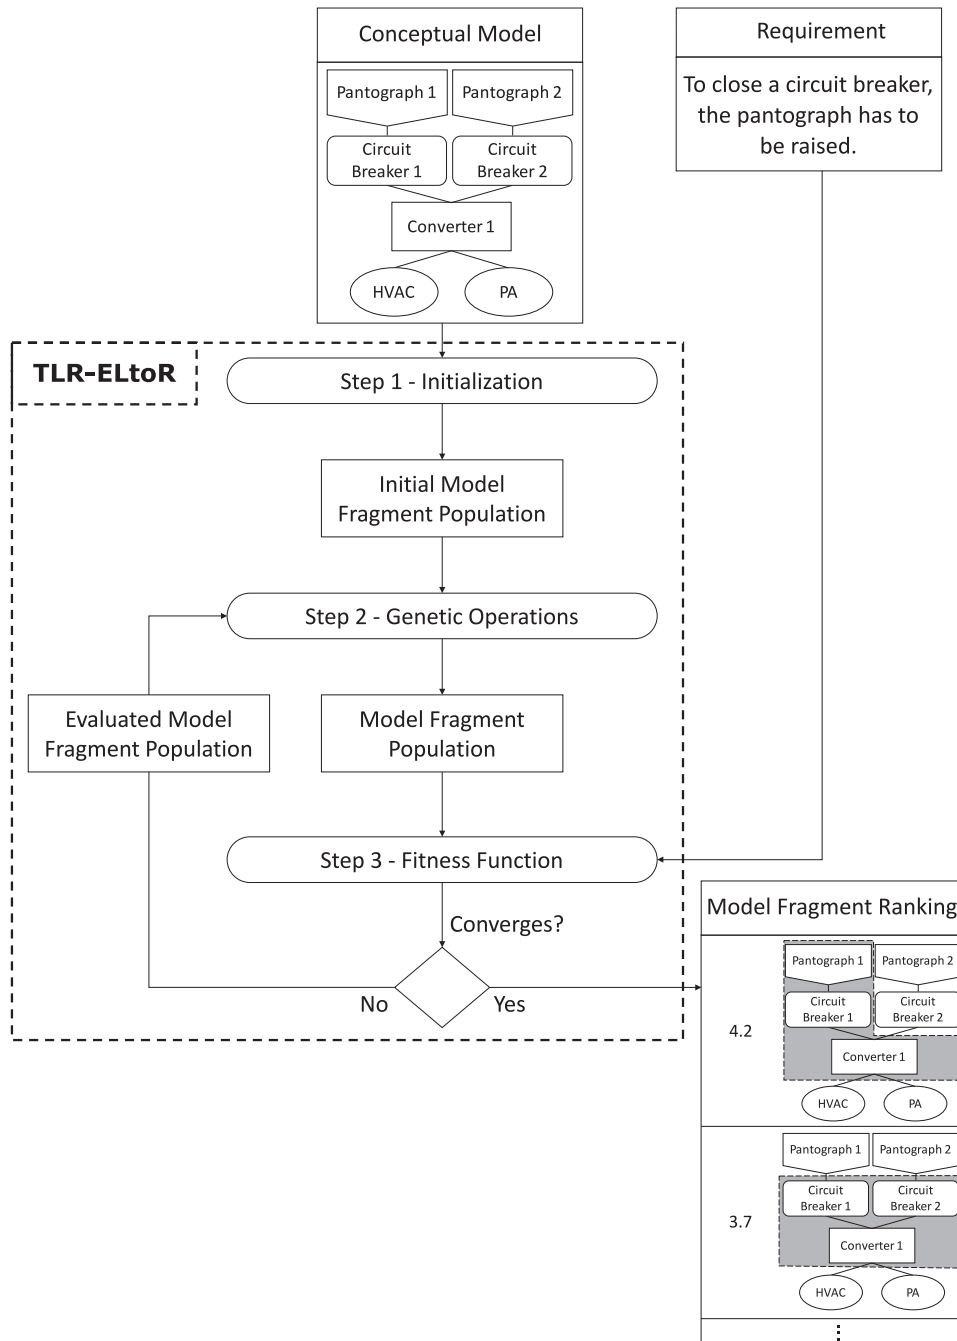 Conceptual Model
Pantograph 1
Pantograph 2
Circuit
Breaker 1
Circuit
Breaker 2
Converter 1
HVAC
PA
Requirement
To close a circuit breaker,
the pantograph has to
be raised.
TLR-ELtoR
Step 1 - Initialization
Initial Model
Fragment Population
Step 2 - Genetic Operations
Evaluated Model
Fragment Population
Model Fragment
Population
Step 3 - Fitness Function
Converges?
No
Yes
Model Fragment Ranking
4.2
Pantograph 1
Pantograph 2
Circuit
Breaker 1
Circuit
Breaker 2
Converter 1
HVAC
PA
3.7
Pantograph 1
Pantograph 2
Circuit
Breaker 1
Circuit
Breaker 2
Converter 1
HVAC
PA